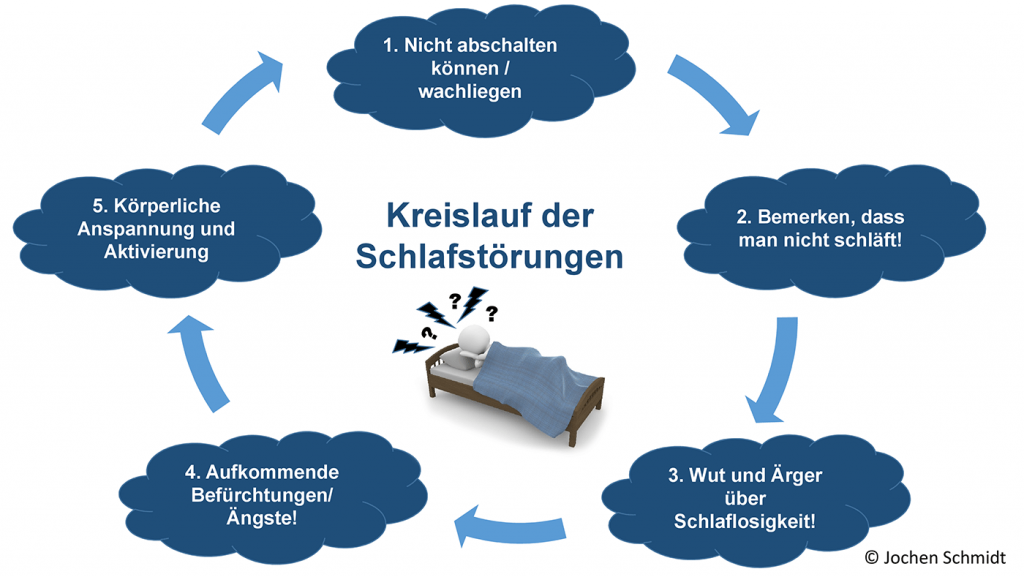 1. Nicht abschalten
können /
wachliegen
2. Bemerken, dass
man nicht schläft!
3. Wut und Ärger
über
Schlaflosigkeit!
4. Aufkommende
Befürchtungen/
Ängste!
5. Körperliche
Anspannung und
Aktivierung
Kreislauf der
Schlafstörungen
? ? ? ?
© Jochen Schmidt